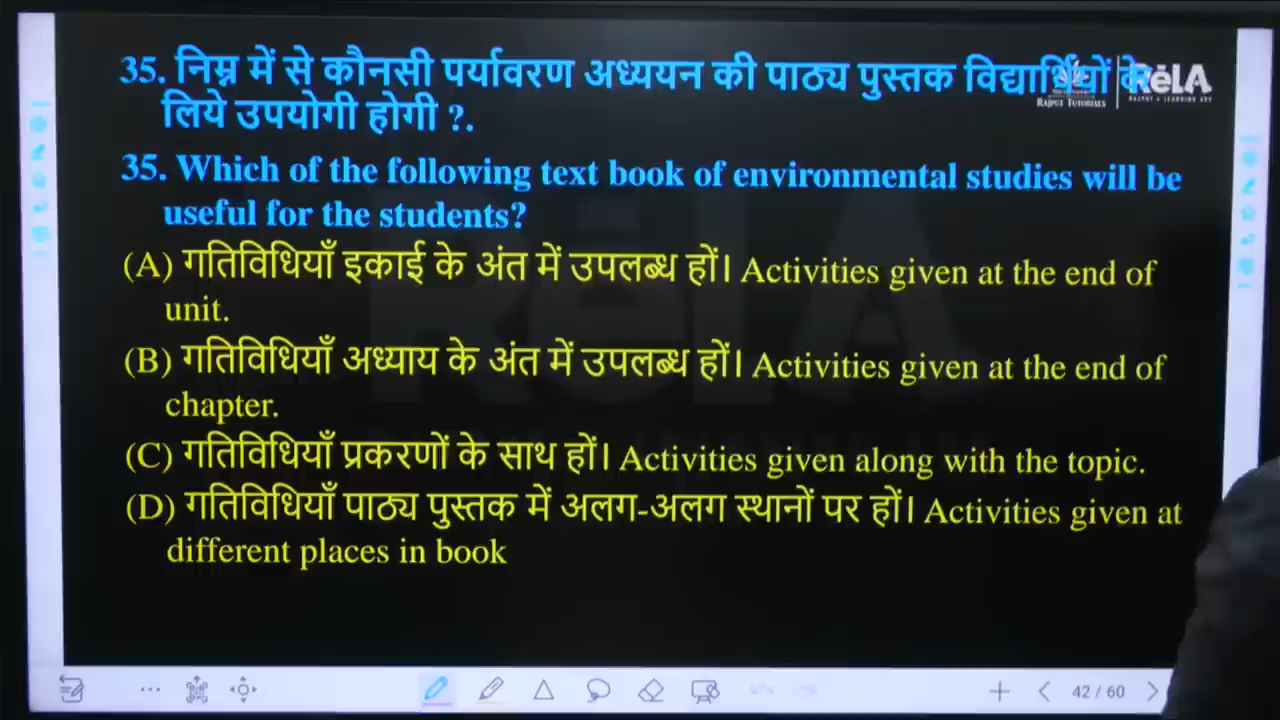 35. निम्न में से कौनसी पर्यावरण अध्ययन की पाठ्य पुस्तक विद्यार्थियों के
लिये उपयोगी होगी ?.
RAJPUT TUTORIALS
RēLA
35. Which of the following text book of environmental studies will be
useful for the students?
(A) गतिविधियाँ इकाई के अंत में उपलब्ध हों। Activities given at the end of
unit.
(B) गतिविधियाँ अध्याय के अंत में उपलब्ध हों। Activities given at the end of
chapter.
(C) गतिविधियाँ प्रकरणों के साथ हों। Activities given along with the topic.
(D) गतिविधियाँ पाठ्य पुस्तक में अलग-अलग स्थानों पर हों। Activities given at
different places in book
42 / 60